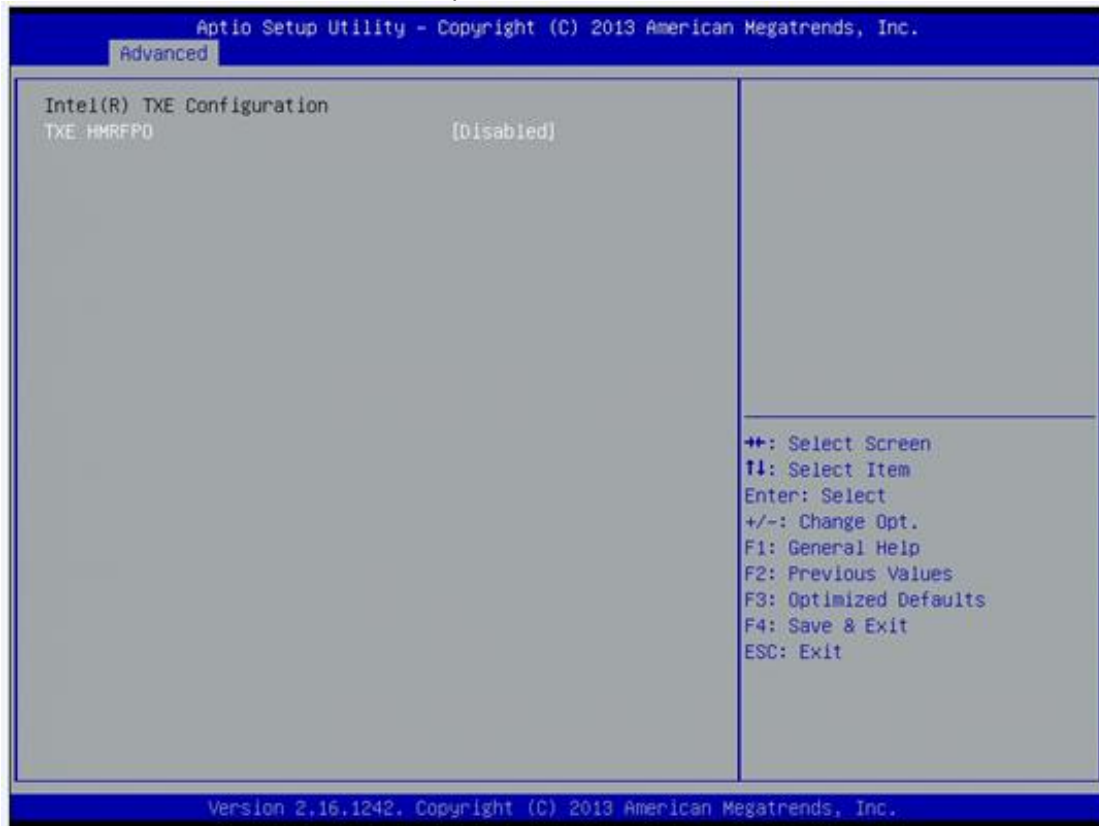 Aptio Setup Utility – Copyright (C) 2013 American Megatrends, Inc.
Advanced
Intel(R) TXE Configuration
TXE HMRFPO [Disabled]
→←: Select Screen
↑↓: Select Item
Enter: Select
+/-: Change Opt.
F1: General Help
F2: Previous Values
F3: Optimized Defaults
F4: Save & Exit
ESC: Exit
Version 2.16.1242. Copyright (C) 2013 American Megatrends, Inc.